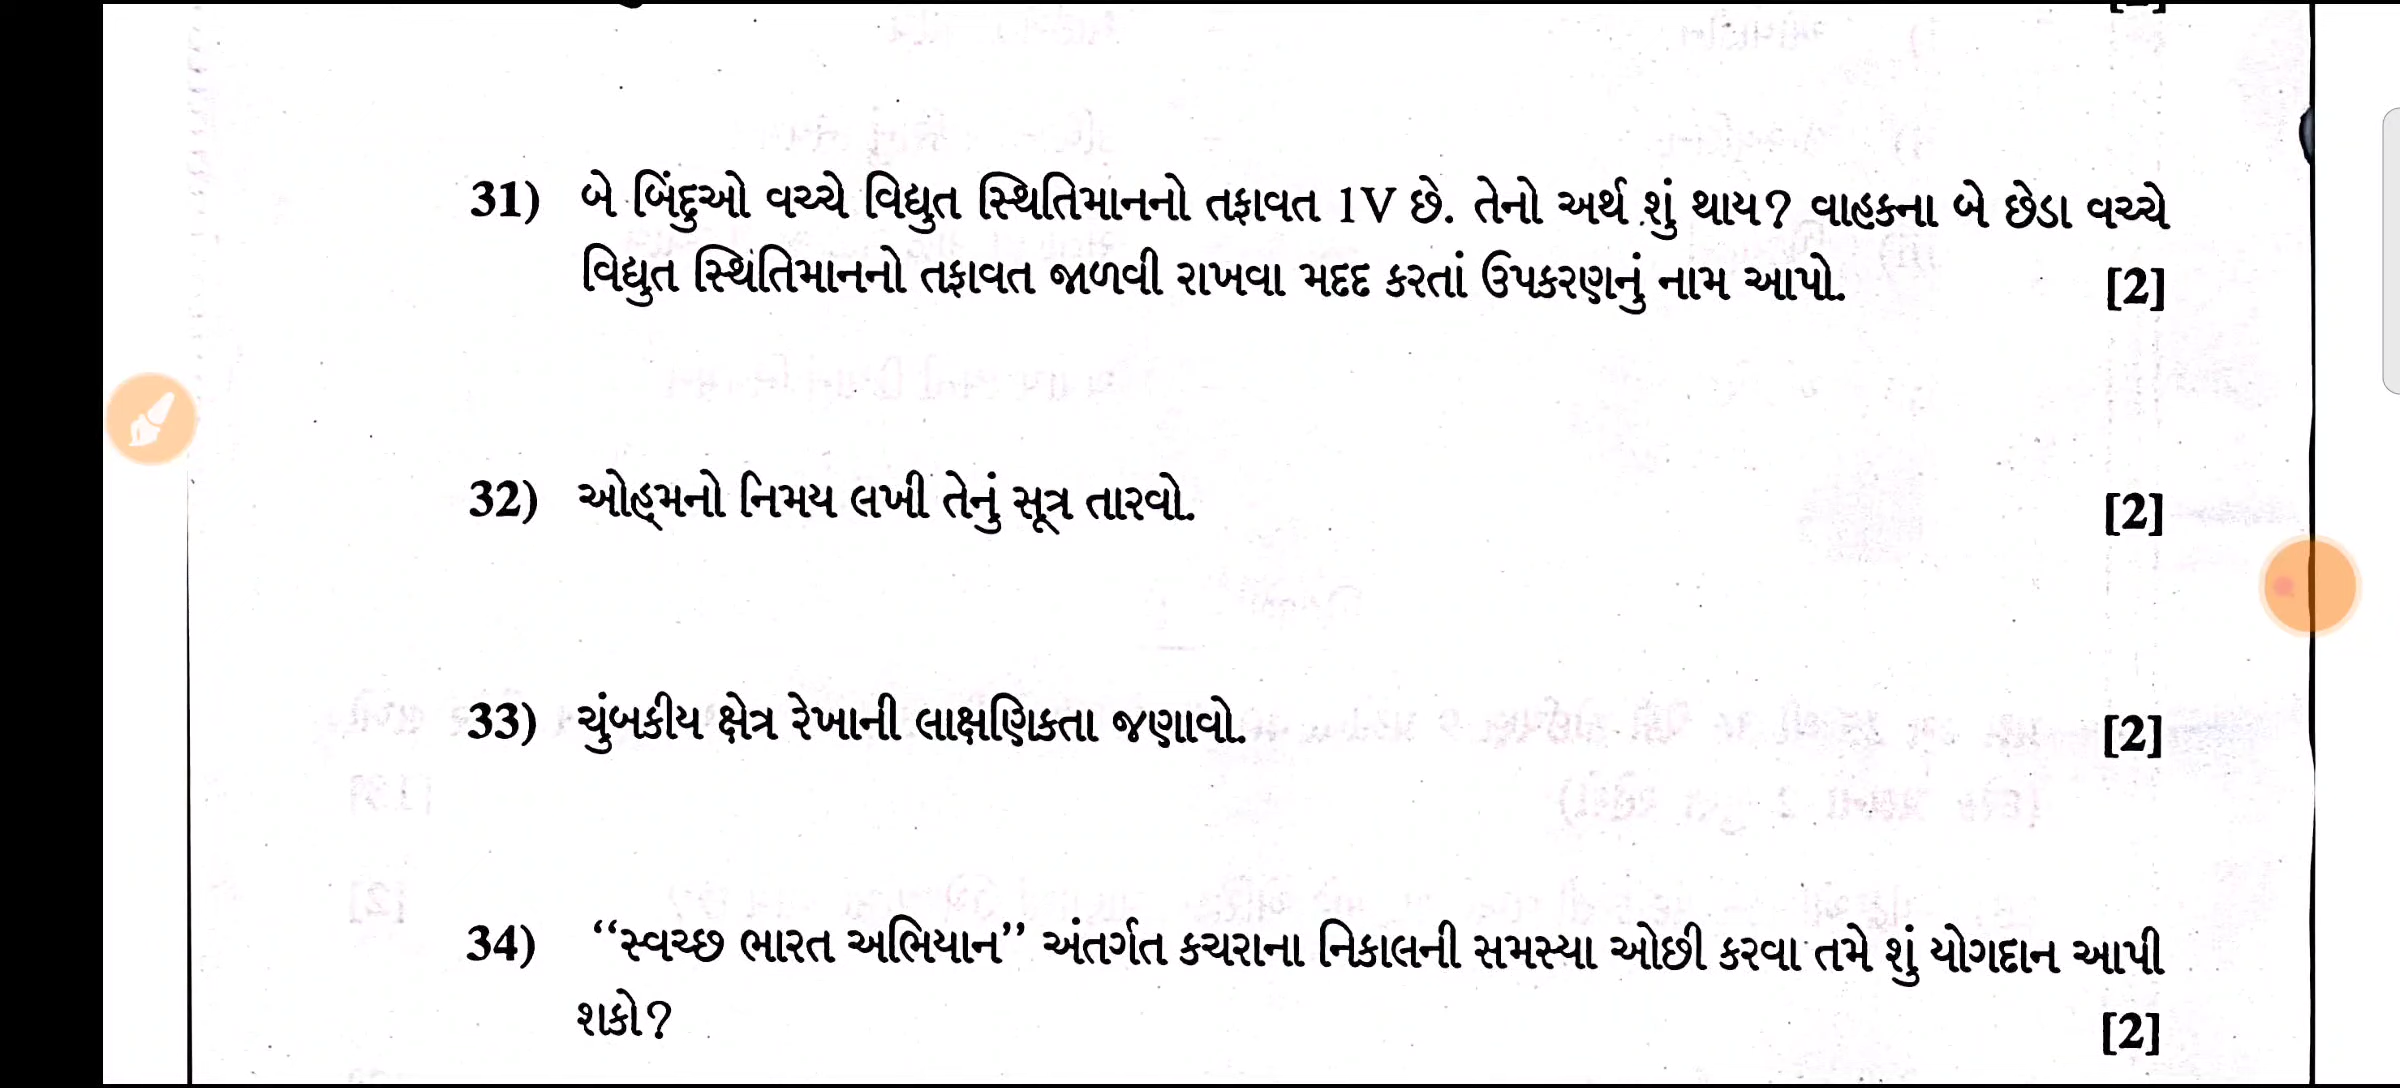 31) બે બિંદુઓ વચ્ચે વિદ્યુત સ્થિતિમાનનો તફાવત 1V છે. તેનો અર્થ શું થાય? વાહકના બે છેડા વચ્ચે
વિદ્યુત સ્થિતિમાનનો તફાવત જાળવી રાખવા મદદ કરતાં ઉપકરણનું નામ આપો. [2]
32) ઓહ્મનો નિમય લખી તેનું સૂત્ર તારવો. [2]
33) ચુંબકીય ક્ષેત્ર રેખાની લાક્ષણિકતા જણાવો. [2]
34) “સ્વચ્છ ભારત અભિયાન” અંતર્ગત કચરાના નિકાલની સમસ્યા ઓછી કરવા તમે શું યોગદાન આપી
શકો? [2]